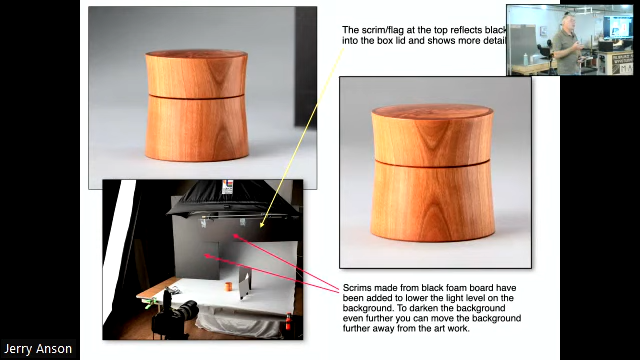 The scrim/flag at the top reflects black
into the box lid and shows more detail
Scrims made from black foam board have
been added to lower the light level on the
background. To darken the background
even further you can move the background
further away from the art work.
Jerry Anson